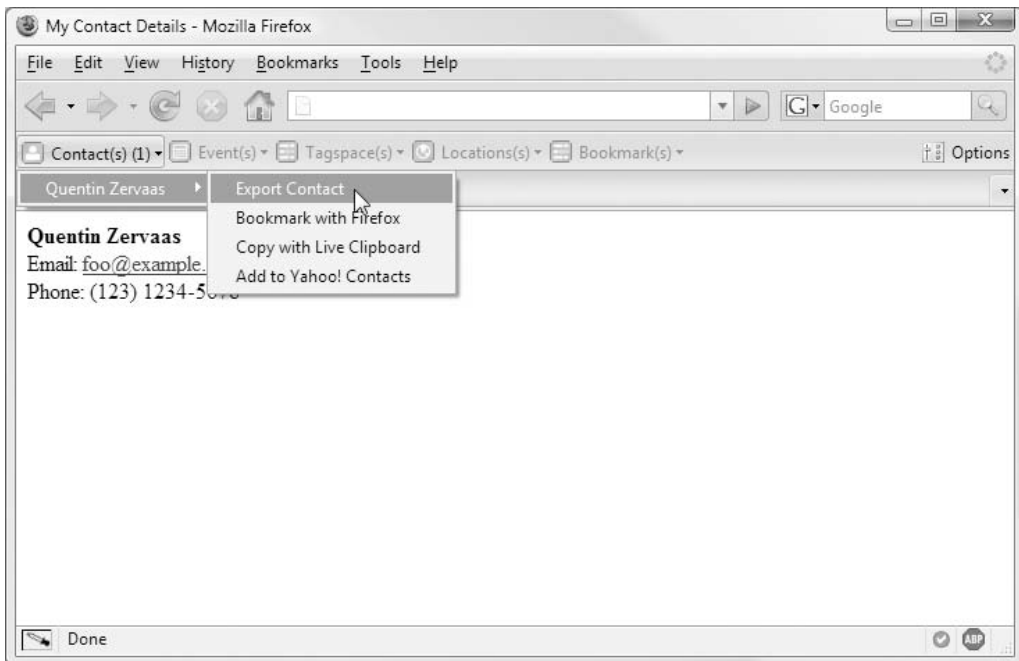 My Contact Details - Mozilla Firefox
File Edit View History Bookmarks Tools Help
G Google
Contact(s) (1) Event(s) Tagspace(s) Locations(s) Bookmark(s) Options
Quentin Zervaas Export Contact
Bookmark with Firefox
Copy with Live Clipboard
Add to Yahoo! Contacts
Quentin Zervaas
Email: foo@example.
Phone: (123) 1234-5678
Done ABP